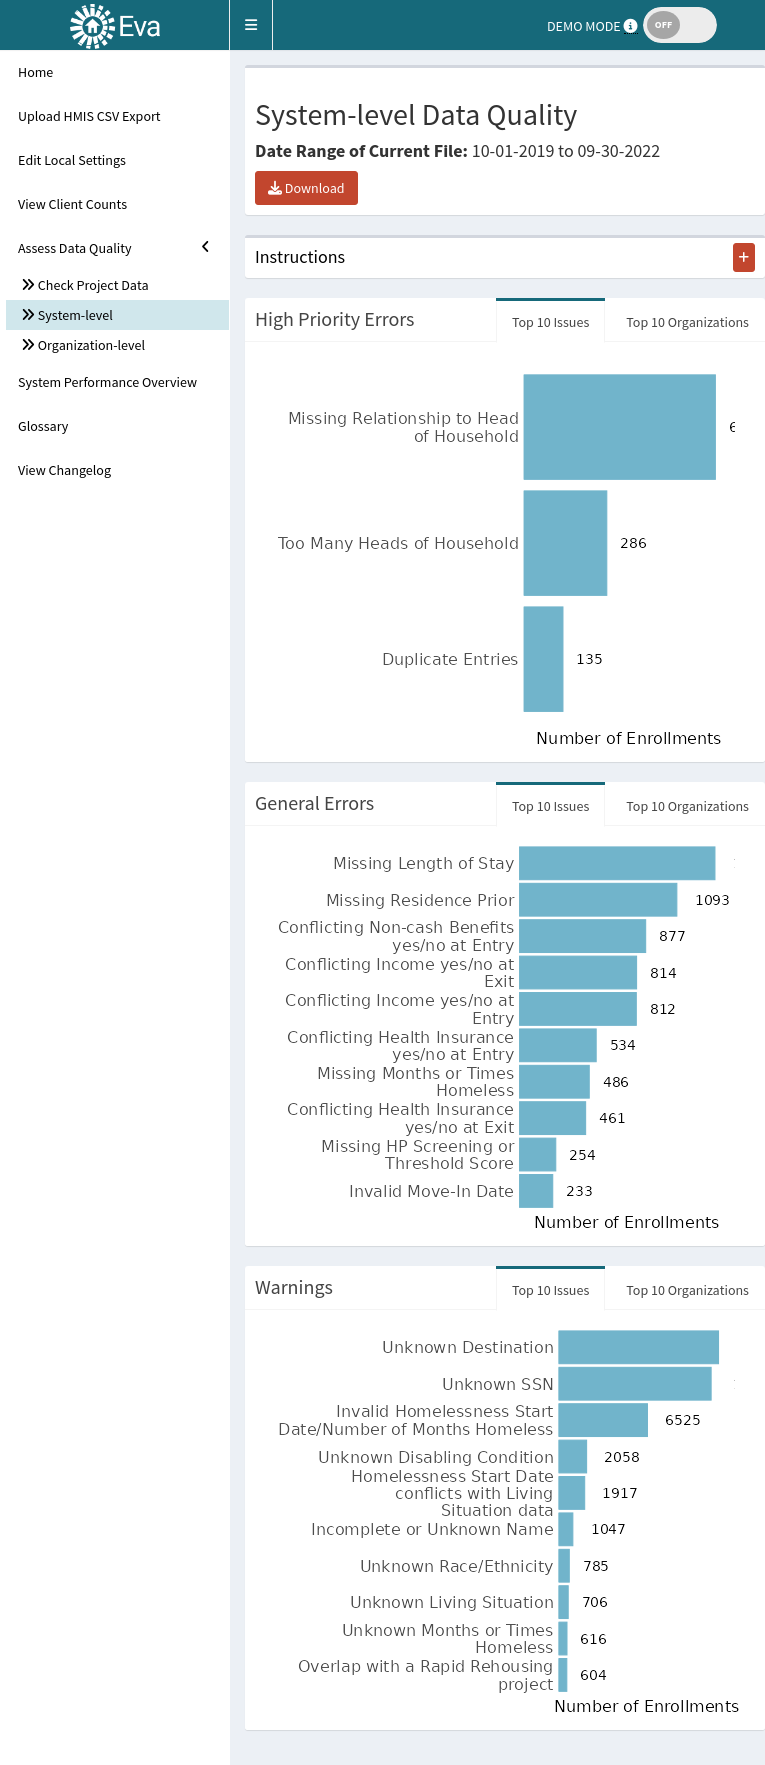 Eva
DEMO MODE
OFF
Home
Upload HMIS CSV Export
Edit Local Settings
View Client Counts
Assess Data Quality
Check Project Data
System-level
Organization-level
System Performance Overview
Glossary
View Changelog
System-level Data Quality
Date Range of Current File: 10-01-2019 to 09-30-2022
Download
Instructions
+
High Priority Errors
Top 10 Issues
Top 10 Organizations
Missing Relationship to Head
of Household
Too Many Heads of Household
286
Duplicate Entries
135
Number of Enrollments
General Errors
Top 10 Issues
Top 10 Organizations
Missing Length of Stay
Missing Residence Prior
1093
Conflicting Non-cash Benefits
yes/no at Entry
877
Conflicting Income yes/no at
Exit
814
Conflicting Income yes/no at
Entry
812
Conflicting Health Insurance
yes/no at Entry
534
Missing Months or Times
Homeless
486
Conflicting Health Insurance
yes/no at Exit
461
Missing HP Screening or
Threshold Score
254
Invalid Move-In Date
233
Number of Enrollments
Warnings
Top 10 Issues
Top 10 Organizations
Unknown Destination
Unknown SSN
Invalid Homelessness Start
Date/Number of Months Homeless
6525
Unknown Disabling Condition
2058
Homelessness Start Date
conflicts with Living
Situation data
1917
Incomplete or Unknown Name
1047
Unknown Race/Ethnicity
785
Unknown Living Situation
706
Unknown Months or Times
Homeless
616
Overlap with a Rapid Rehousing
project
604
Number of Enrollments